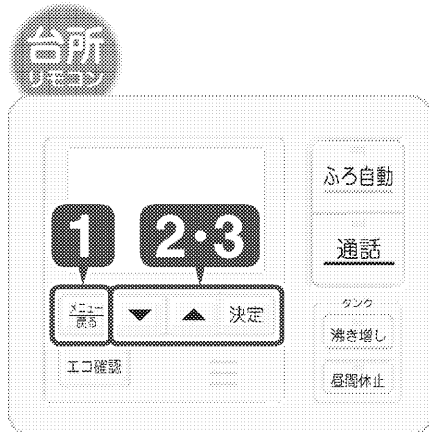 台所
リモコン
ふろ自動
1
2・3
通話
メニュー
戻る
▼ ▲ 決定
タンク
沸き増し
エコ確認
昼間休止